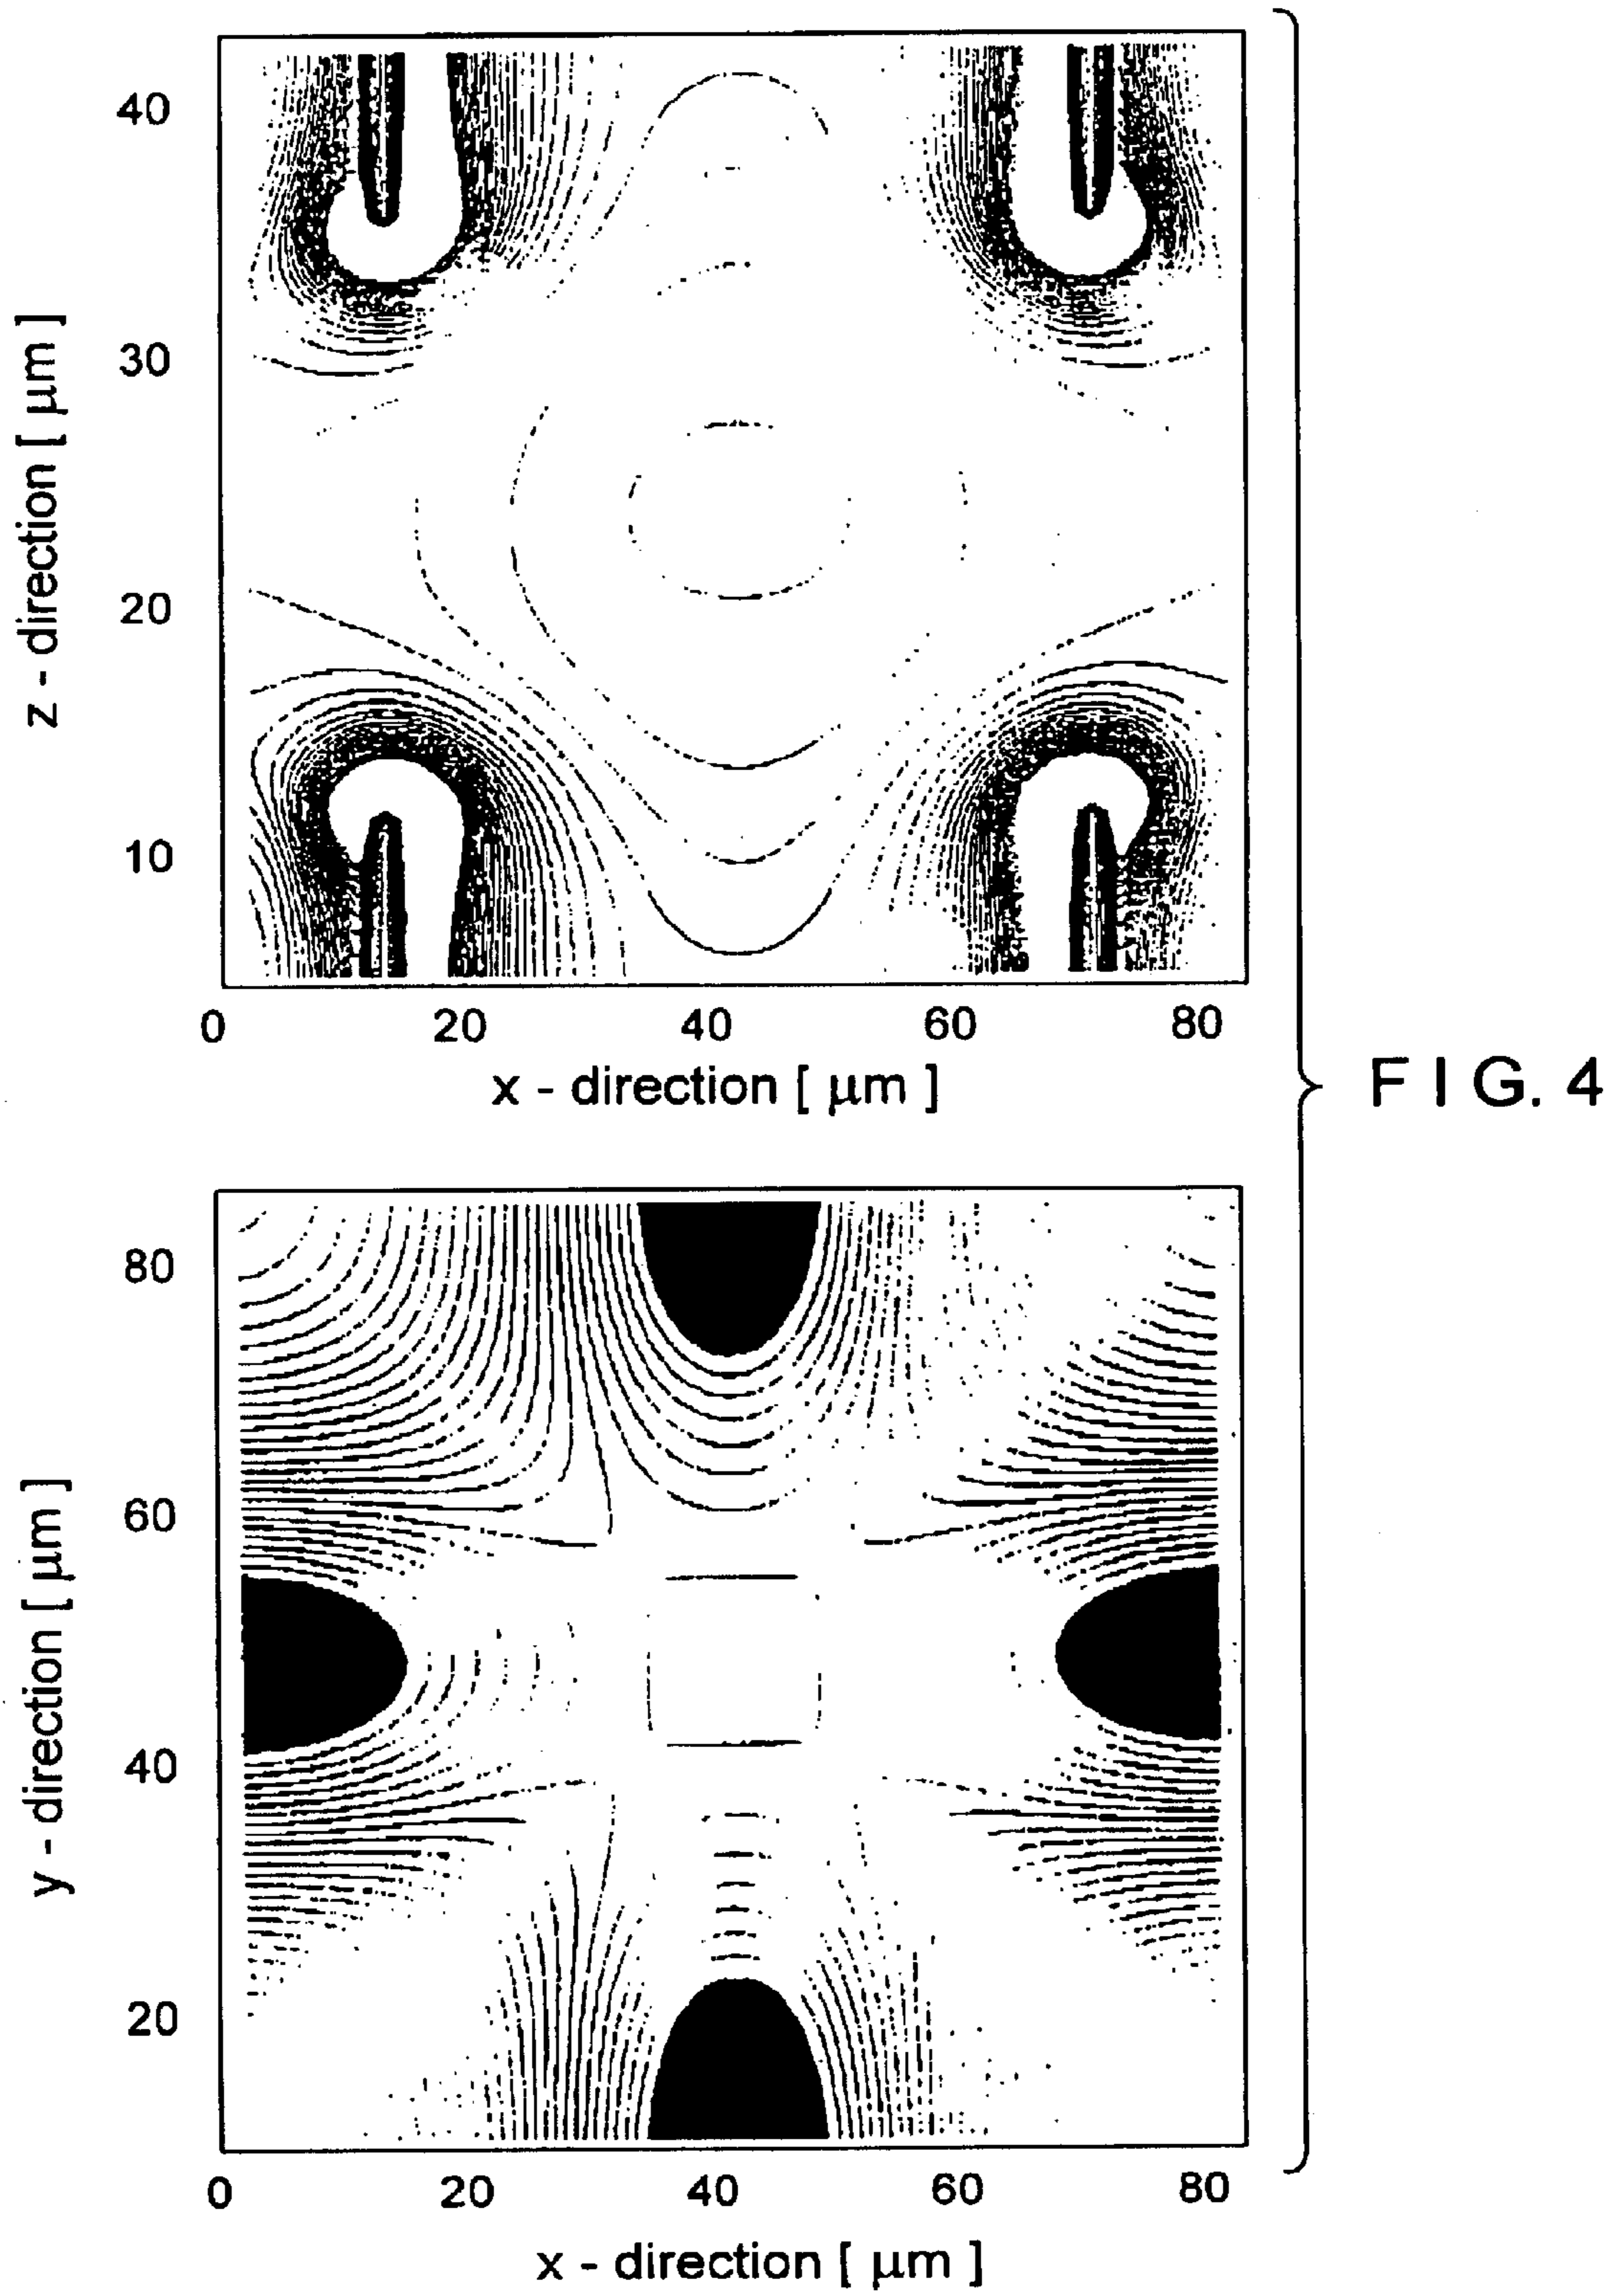 40
30
20
10
z - direction [ μm ]
0 20 40 60 80
x - direction [ μm ]
FIG. 4
80
60
40
20
y - direction [ μm ]
0 20 40 60 80
x - direction [ μm ]